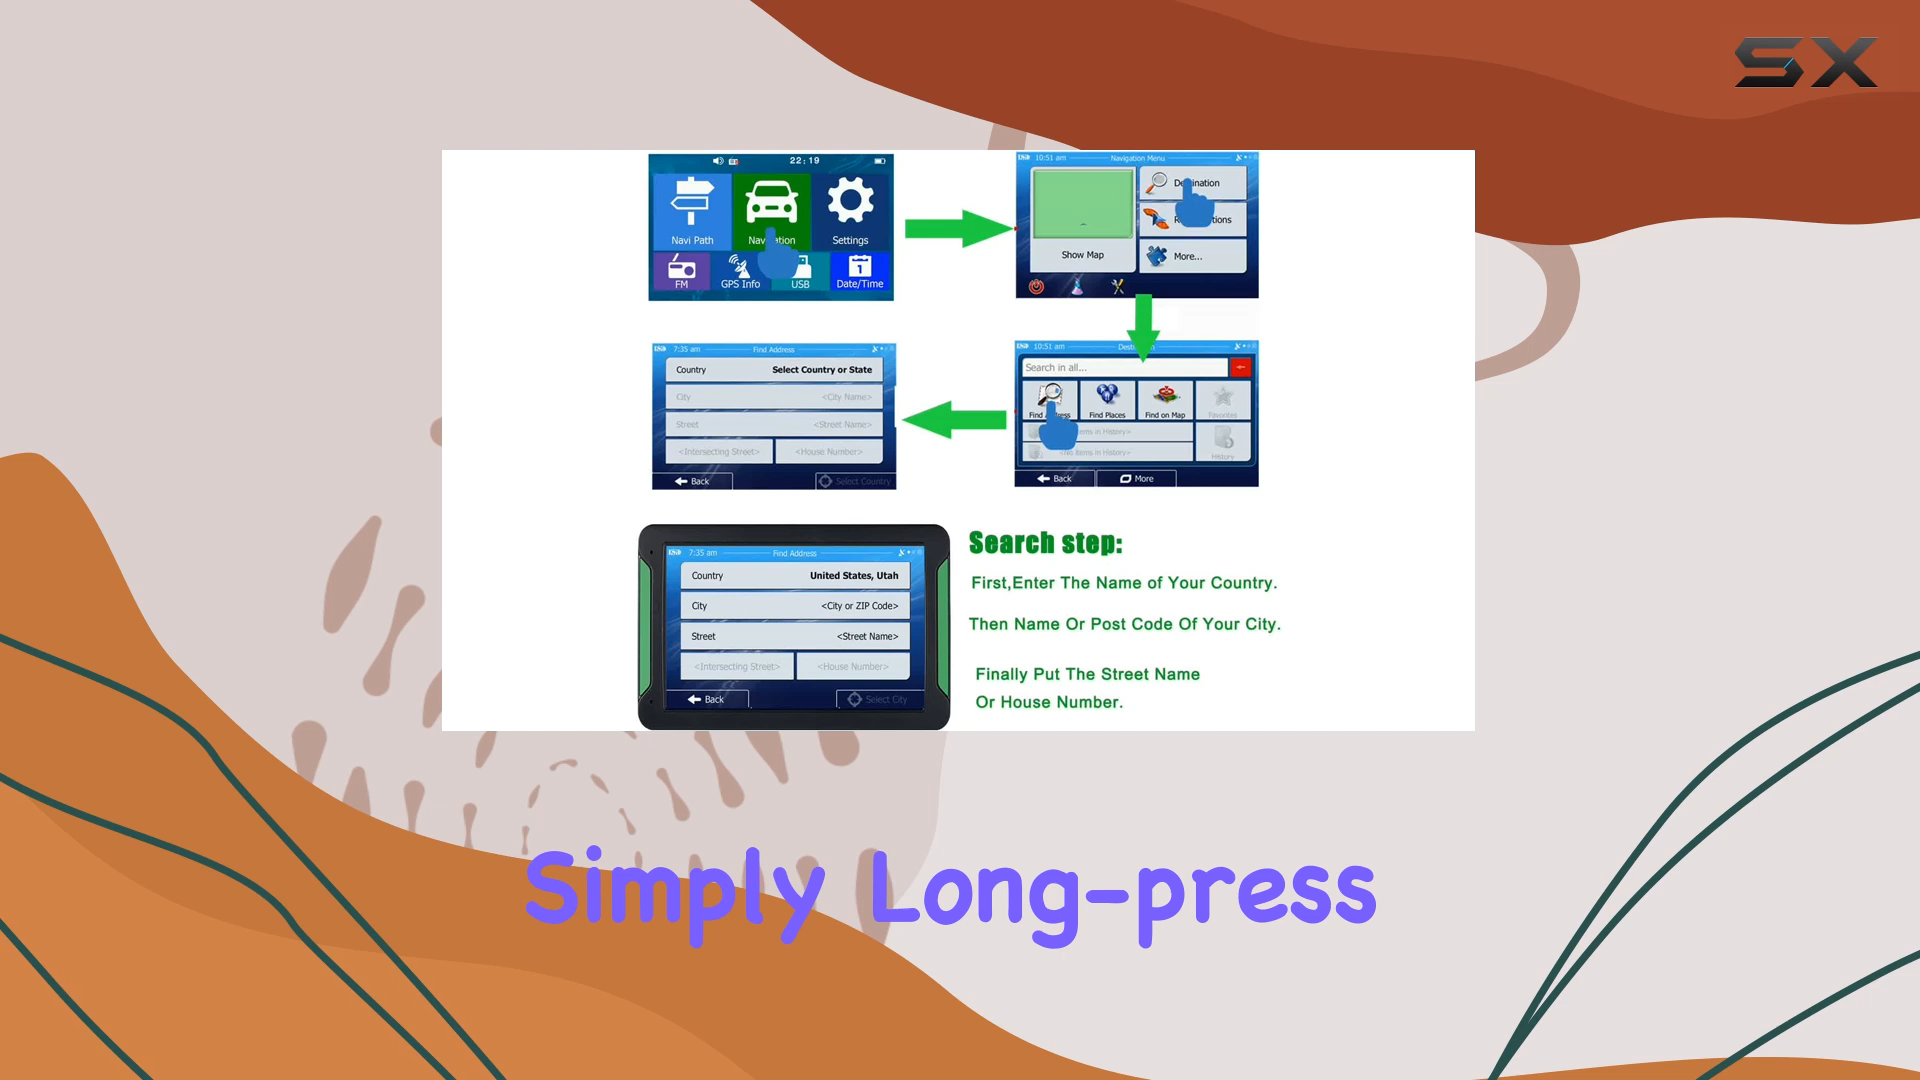 SX
22:19
Navi Path
Settings
FM
GPS Info
USB
Date/Time
10:51 am
Navigation Menu
Show Map
More...
7:35 am
Find Address
Country
Select Country or State
City
<City Name>
Street
<Street Name>
<Intersecting Street>
<House Number>
Back
Select Country
10:51 am
Search in all...
Find Places
Find on Map
Favorites
<No items in History>
History
Back
More
7:35 am
Find Address
Country
United States, Utah
City
<City or ZIP Code>
Street
<Street Name>
<Intersecting Street>
<House Number>
Back
Select City
Search step:
First,Enter The Name of Your Country.
Then Name Or Post Code Of Your City.
Finally Put The Street Name
Or House Number.
Simply Long-press